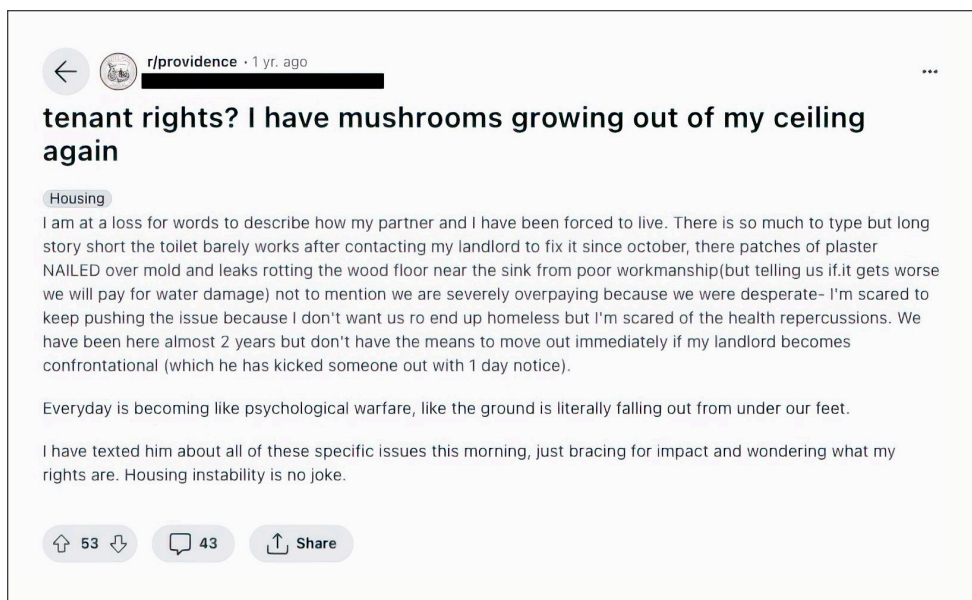 r/providence · 1 yr. ago
tenant rights? I have mushrooms growing out of my ceiling
again
Housing
I am at a loss for words to describe how my partner and I have been forced to live. There is so much to type but long
story short the toilet barely works after contacting my landlord to fix it since october, there patches of plaster
NAILED over mold and leaks rotting the wood floor near the sink from poor workmanship(but telling us if.it gets worse
we will pay for water damage) not to mention we are severely overpaying because we were desperate- I'm scared to
keep pushing the issue because I don't want us ro end up homeless but I'm scared of the health repercussions. We
have been here almost 2 years but don't have the means to move out immediately if my landlord becomes
confrontational (which he has kicked someone out with 1 day notice).
Everyday is becoming like psychological warfare, like the ground is literally falling out from under our feet.
I have texted him about all of these specific issues this morning, just bracing for impact and wondering what my
rights are. Housing instability is no joke.
53 43 Share